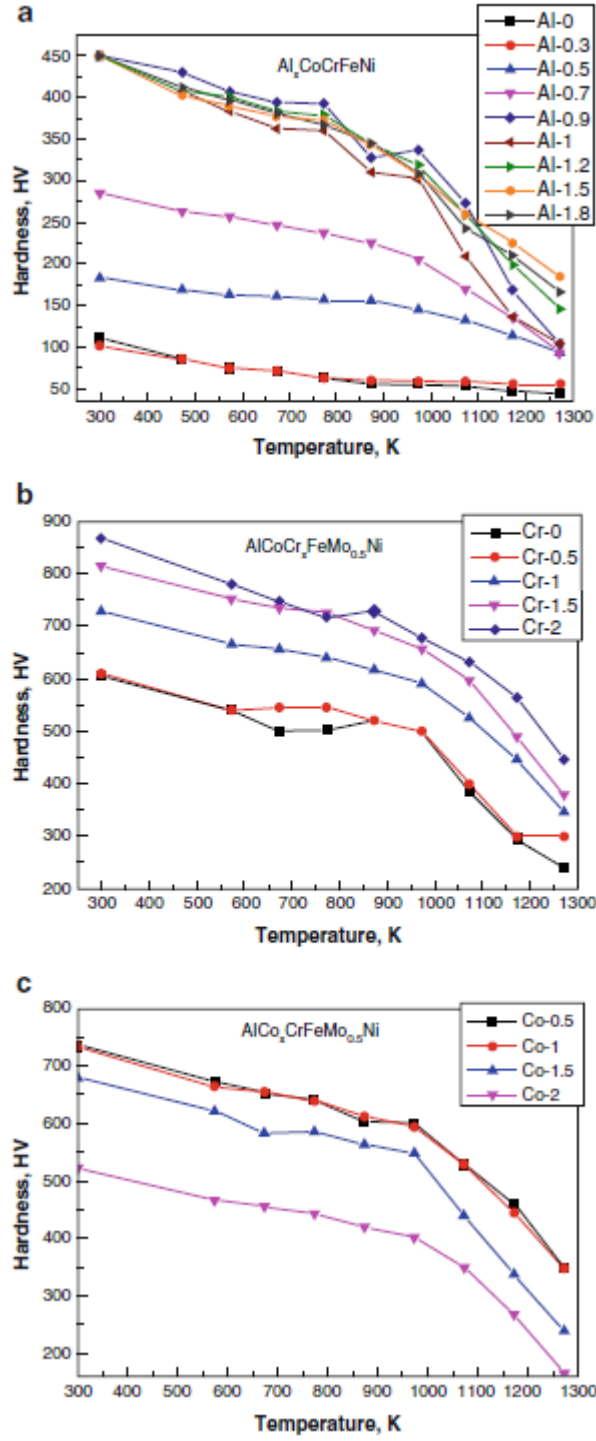 a
AlxCoCrFeNi
Al-0
Al-0.3
Al-0.5
Al-0.7
Al-0.9
Al-1
Al-1.2
Al-1.5
Al-1.8
Hardness, HV
450
400
350
300
250
200
150
100
50
300 400 500 600 700 800 900 1000 1100 1200 1300
Temperature, K
b
AlCoCrxFeMo0.5Ni
Cr-0
Cr-0.5
Cr-1
Cr-1.5
Cr-2
Hardness, HV
900
800
700
600
500
400
300
200
300 400 500 600 700 800 900 1000 1100 1200 1300
Temperature, K
c
AlCoxCrFeMo0.5Ni
Co-0.5
Co-1
Co-1.5
Co-2
Hardness, HV
800
700
600
500
400
300
200
300 400 500 600 700 800 900 1000 1100 1200 1300
Temperature, K